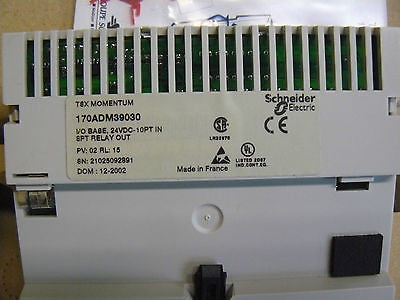 TSX MOMENTUM
170ADM39030
I/O BASE, 24VDC-10PT IN
8PT RELAY OUT
PV: 02 RL: 15
SN: 21025092891
DOM: 12-2002
Schneider
Electric
LISTED 
IND.CONT.EQ.
Made in France